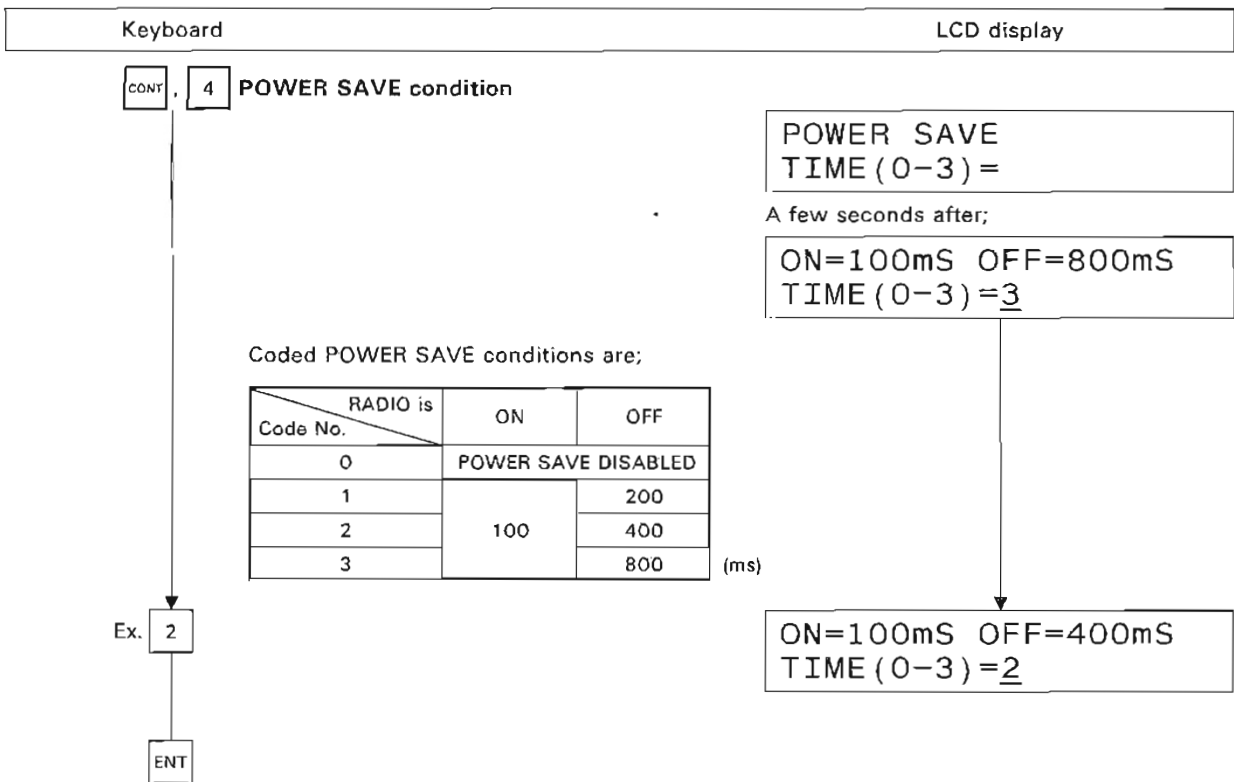 Keyboard LCD display
CONT , 4 POWER SAVE condition
POWER SAVE
TIME(0-3)=
A few seconds after;
ON=100mS OFF=800mS
TIME(0-3)=3
Coded POWER SAVE conditions are;
RADIO is ON OFF
Code No.
0 POWER SAVE DISABLED
1 200
2 100 400
3 800 (ms)
Ex. 2
ON=100mS OFF=400mS
TIME(0-3)=2
ENT